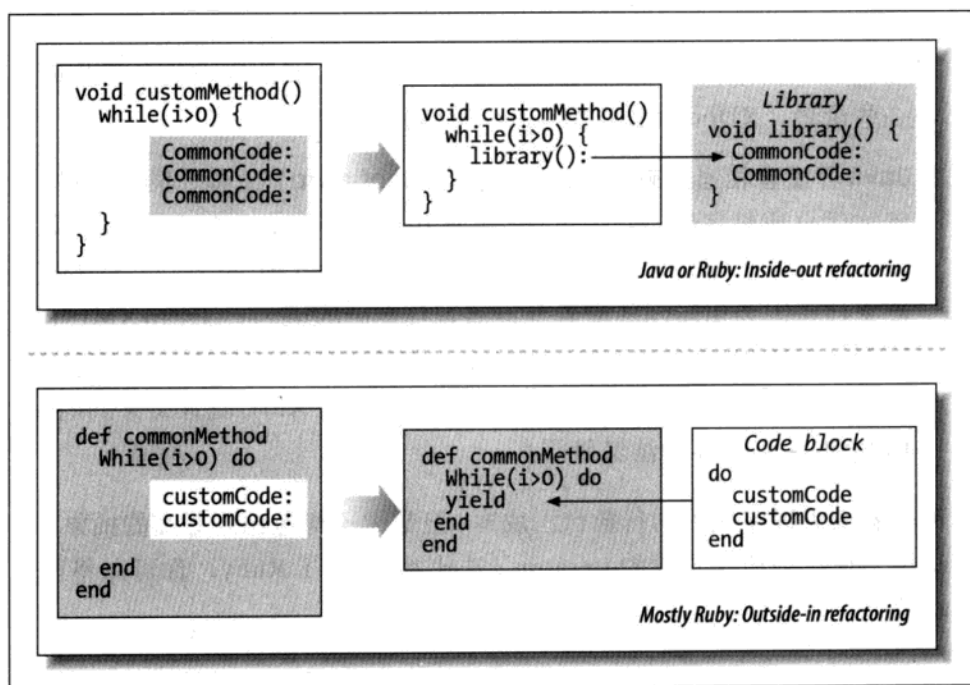 void customMethod()
while(i>0) {
CommonCode:
CommonCode:
CommonCode:
}
}
void customMethod()
while(i>0) {
library():
}
}
Library
void library() {
CommonCode:
CommonCode:
}
Java or Ruby: Inside-out refactoring
def commonMethod
While(i>0) do
customCode:
customCode:
end
end
def commonMethod
While(i>0) do
yield
end
end
Code block
do
customCode
customCode
end
Mostly Ruby: Outside-in refactoring